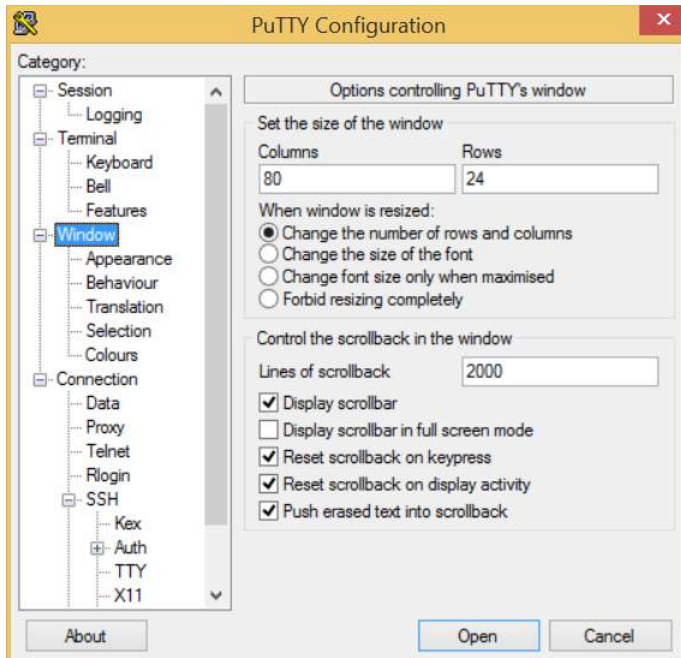 PuTTY Configuration
Category:
Session
Logging
Terminal
Keyboard
Bell
Features
Window
Appearance
Behaviour
Translation
Selection
Colours
Connection
Data
Proxy
Telnet
Rlogin
SSH
Kex
Auth
TTY
X11
Options controlling PuTTY's window
Set the size of the window
Columns Rows
80 24
When window is resized:
Change the number of rows and columns
Change the size of the font
Change font size only when maximised
Forbid resizing completely
Control the scrollback in the window
Lines of scrollback 2000
Display scrollbar
Display scrollbar in full screen mode
Reset scrollback on keypress
Reset scrollback on display activity
Push erased text into scrollback
About Open Cancel